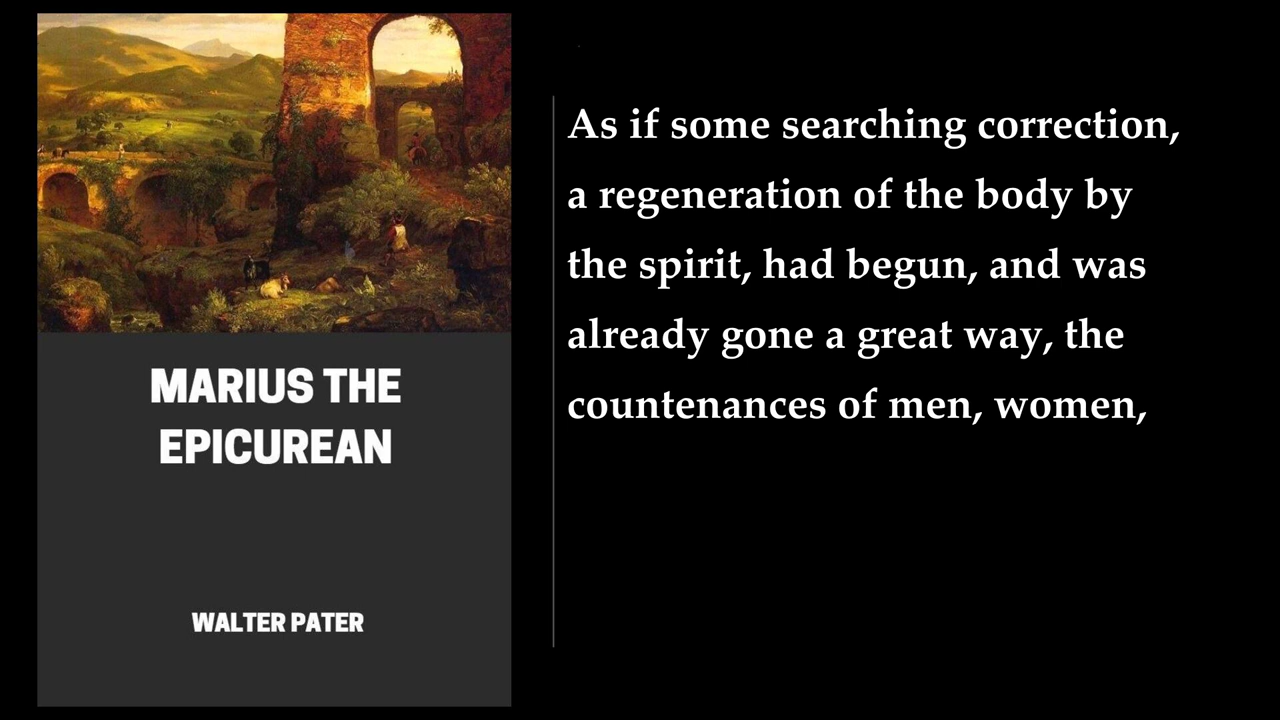 MARIUS THE
EPICUREAN
WALTER PATER
As if some searching correction,
a regeneration of the body by
the spirit, had begun, and was
already gone a great way, the
countenances of men, women,